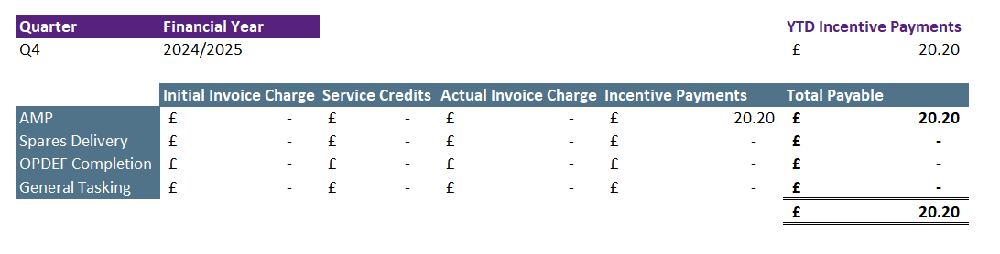 Quarter Financial Year YTD Incentive Payments
Q4 2024/2025 £ 20.20
Initial Invoice Charge Service Credits Actual Invoice Charge Incentive Payments Total Payable
AMP £ - £ - £ - £ 20.20 £ 20.20
Spares Delivery £ - £ - £ - £ - £ -
OPDEF Completion £ - £ - £ - £ - £ -
General Tasking £ - £ - £ - £ - £ -
£ 20.20